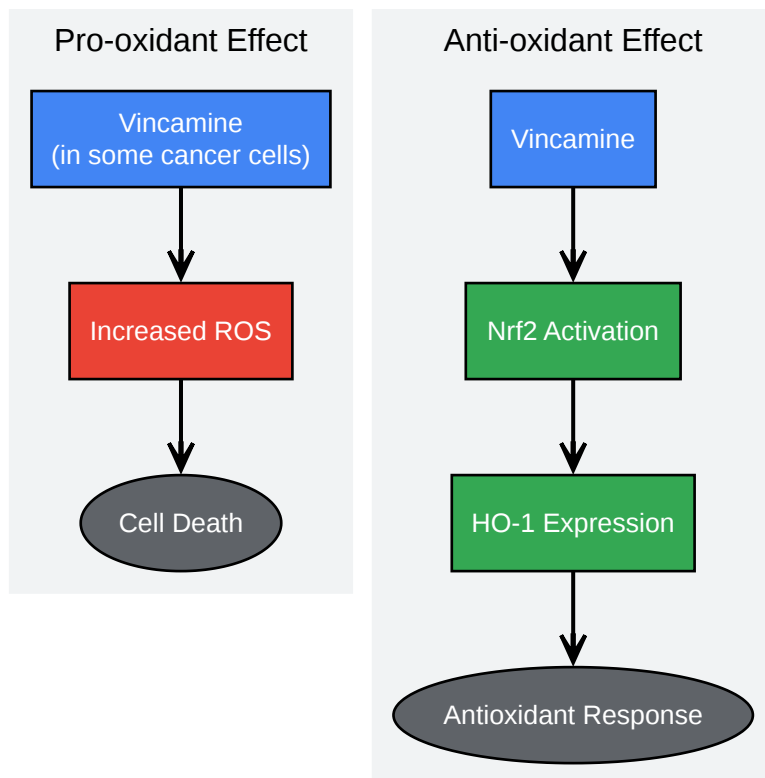 Pro-oxidant Effect
Vincamine
(in some cancer cells)
Increased ROS
Cell Death
Anti-oxidant Effect
Vincamine
Nrf2 Activation
HO-1 Expression
Antioxidant Response